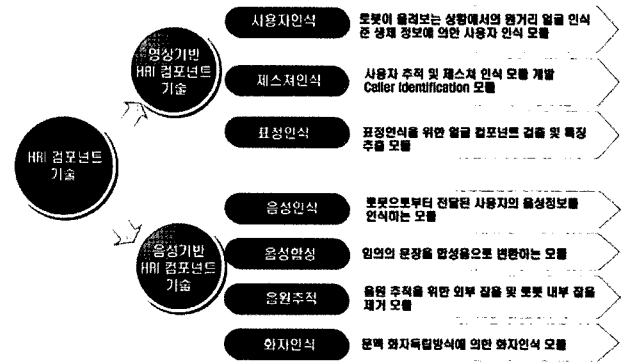 사용자인식
로봇이 올려보는 상황에서의 원거리 얼굴 인식
준 생체 정보에 의한 사용자 인식 모듈
영상기반
HRI 컴포넌트
기술
제스쳐인식
사용자 추적 및 제스쳐 인식 모듈 개발
Caller Identification 모듈
표정인식
표정인식을 위한 얼굴 컴포넌트 검출 및 특징
추출 모듈
HRI 컴포넌트
기술
음성인식
로봇으로부터 전달된 사용자의 음성정보를
인식하는 모듈
음성기반
HRI 컴포넌트
기술
음성합성
임의의 문장을 합성음으로 변환하는 모듈
음원추적
음원 추적을 위한 외부 잡음 및 로봇 내부 잡음
제거 모듈
화자인식
문맥 화자독립방식에 의한 화자인식 모듈